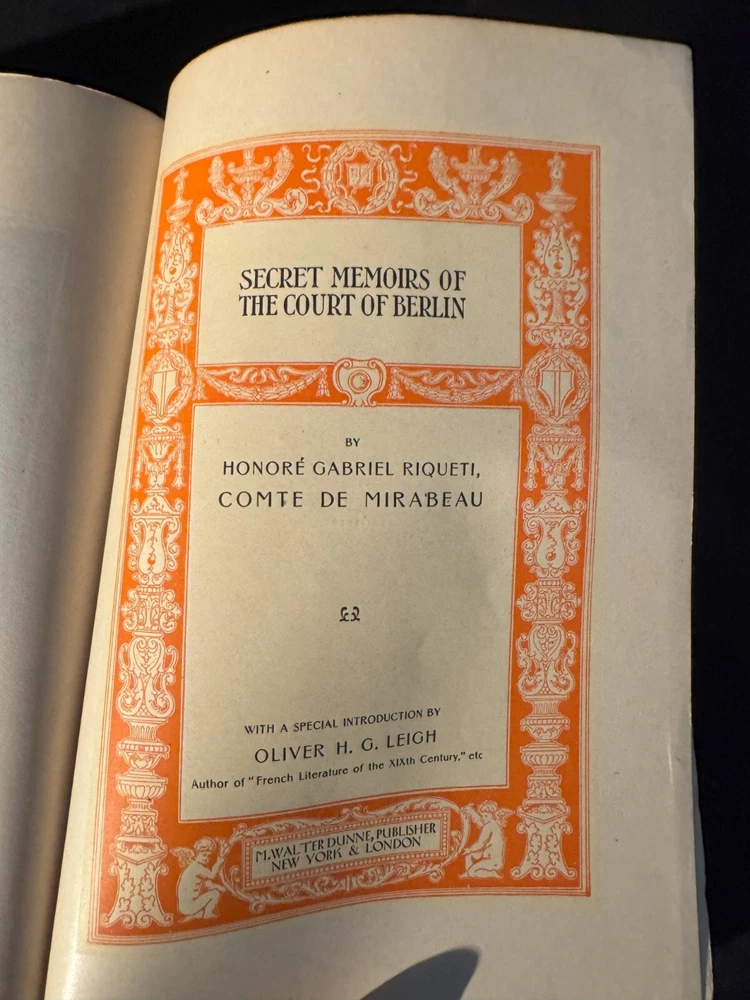 SECRET MEMOIRS OF
THE COURT OF BERLIN
BY
HONORÉ GABRIEL RIQUETI,
COMTE DE MIRABEAU
WITH A SPECIAL INTRODUCTION BY
OLIVER H. G. LEIGH
Author of "French Literature of the XIXth Century," etc
M. WALTER DUNNE, PUBLISHER
NEW YORK & LONDON